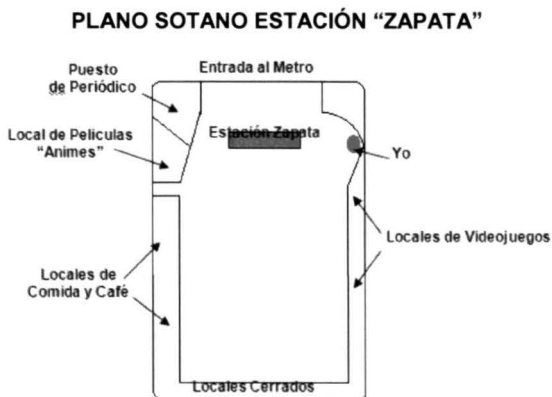 PLANO SOTANO ESTACIÓN “ZAPATA”
Puesto
de Periódico
Entrada al Metro
Local de Peliculas
“Animes”
Estación Zapata
Yo
Locales de Videojuegos
Locales de
Comida y Café
Locales Cerrados